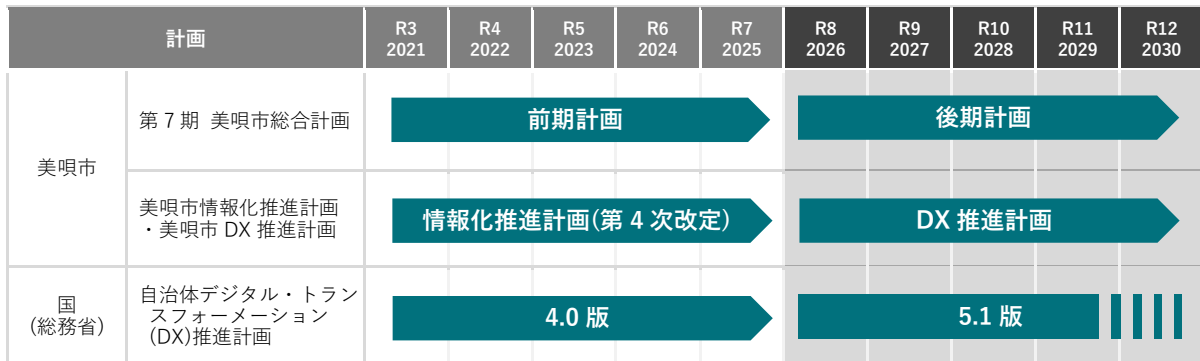 計画
R3 R4 R5 R6 R7 R8 R9 R10 R11 R12
2021 2022 2023 2024 2025 2026 2027 2028 2029 2030
美唄市
第7期 美唄市総合計画
前期計画
後期計画
美唄市情報化推進計画
・美唄市 DX 推進計画
情報化推進計画(第4次改定)
DX 推進計画
国
(総務省)
自治体デジタル・トラン
スフォーメーション
(DX)推進計画
4.0 版
5.1 版